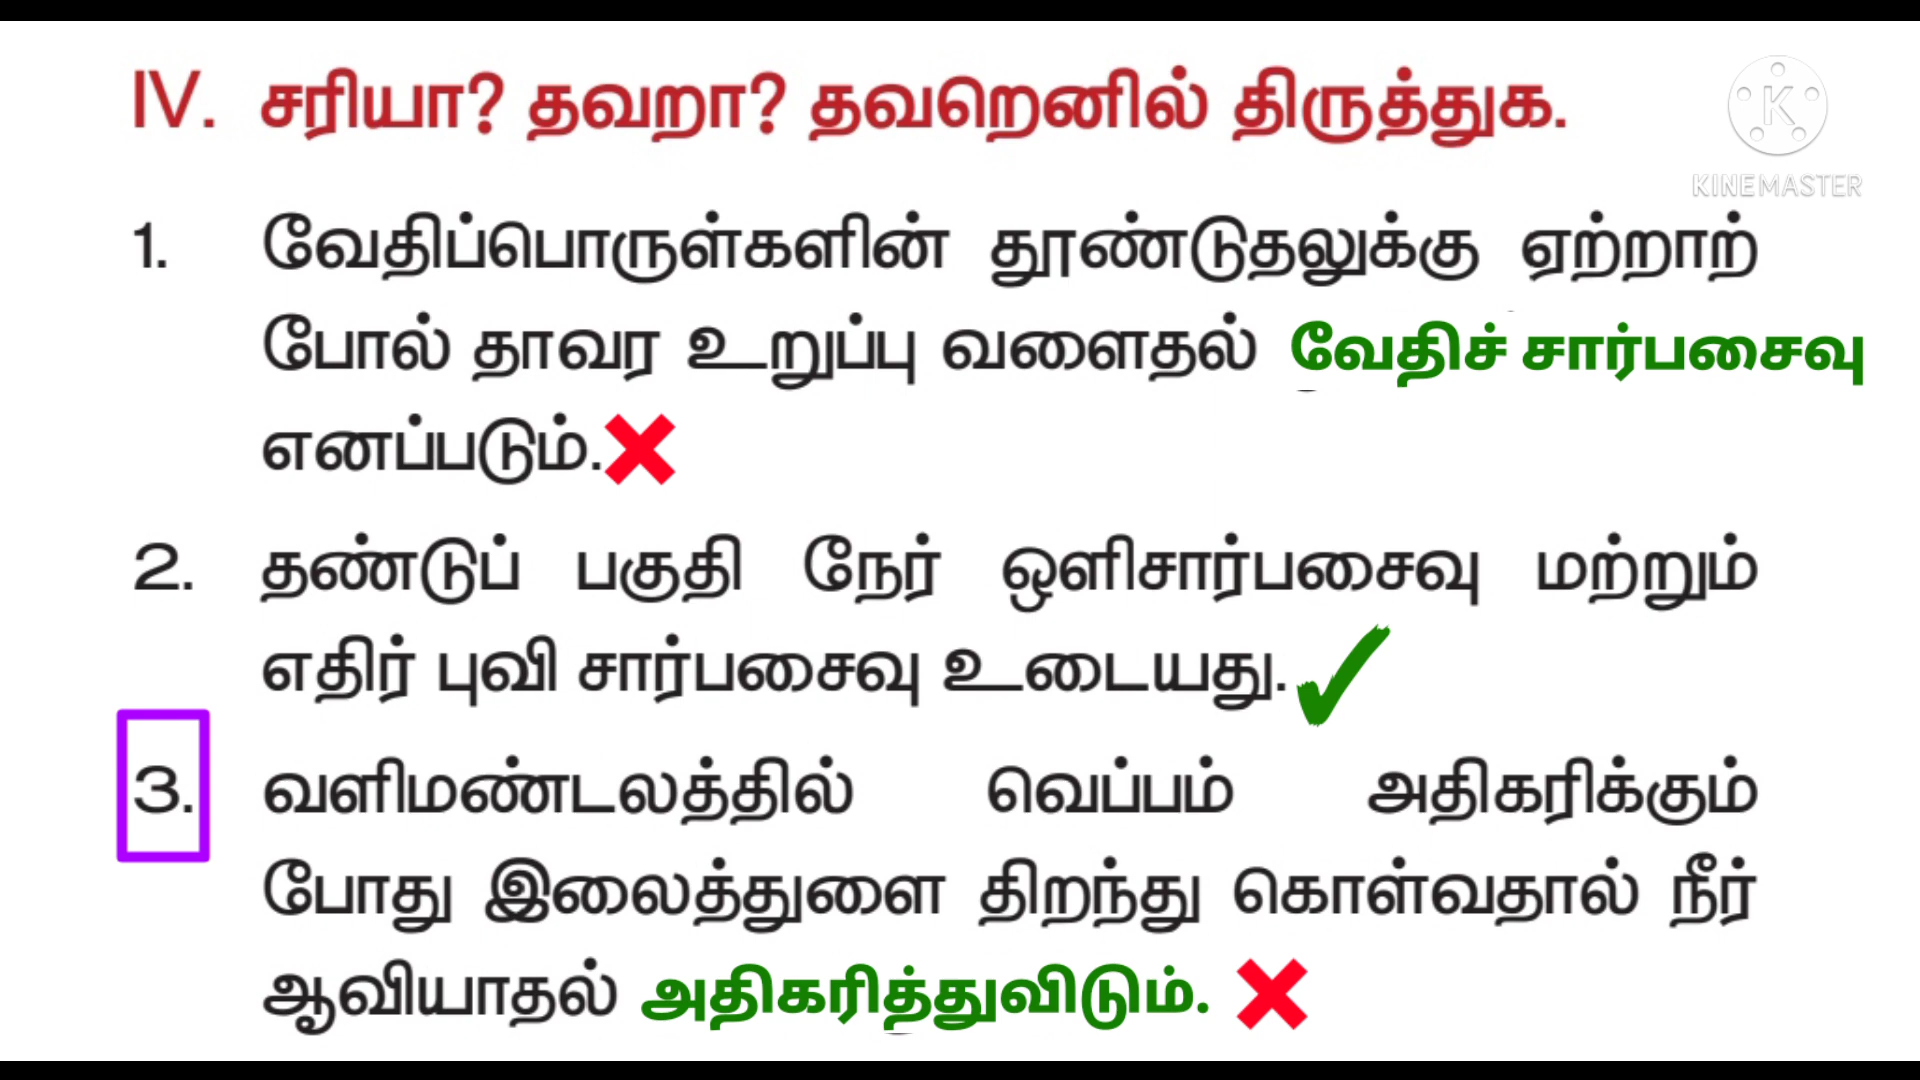 IV. சரியா? தவறா? தவறெனில் திருத்துக.
KINEMASTER
1. வேதிப்பொருள்களின் தூண்டுதலுக்கு ஏற்றாற்
போல் தாவர உறுப்பு வளைதல் வேதிச் சார்பசைவு
எனப்படும்.
2. தண்டுப் பகுதி நேர் ஒளிசார்பசைவு மற்றும்
எதிர் புவி சார்பசைவு உடையது.
3. வளிமண்டலத்தில் வெப்பம் அதிகரிக்கும்
போது இலைத்துளை திறந்து கொள்வதால் நீர்
ஆவியாதல் அதிகரித்துவிடும்.